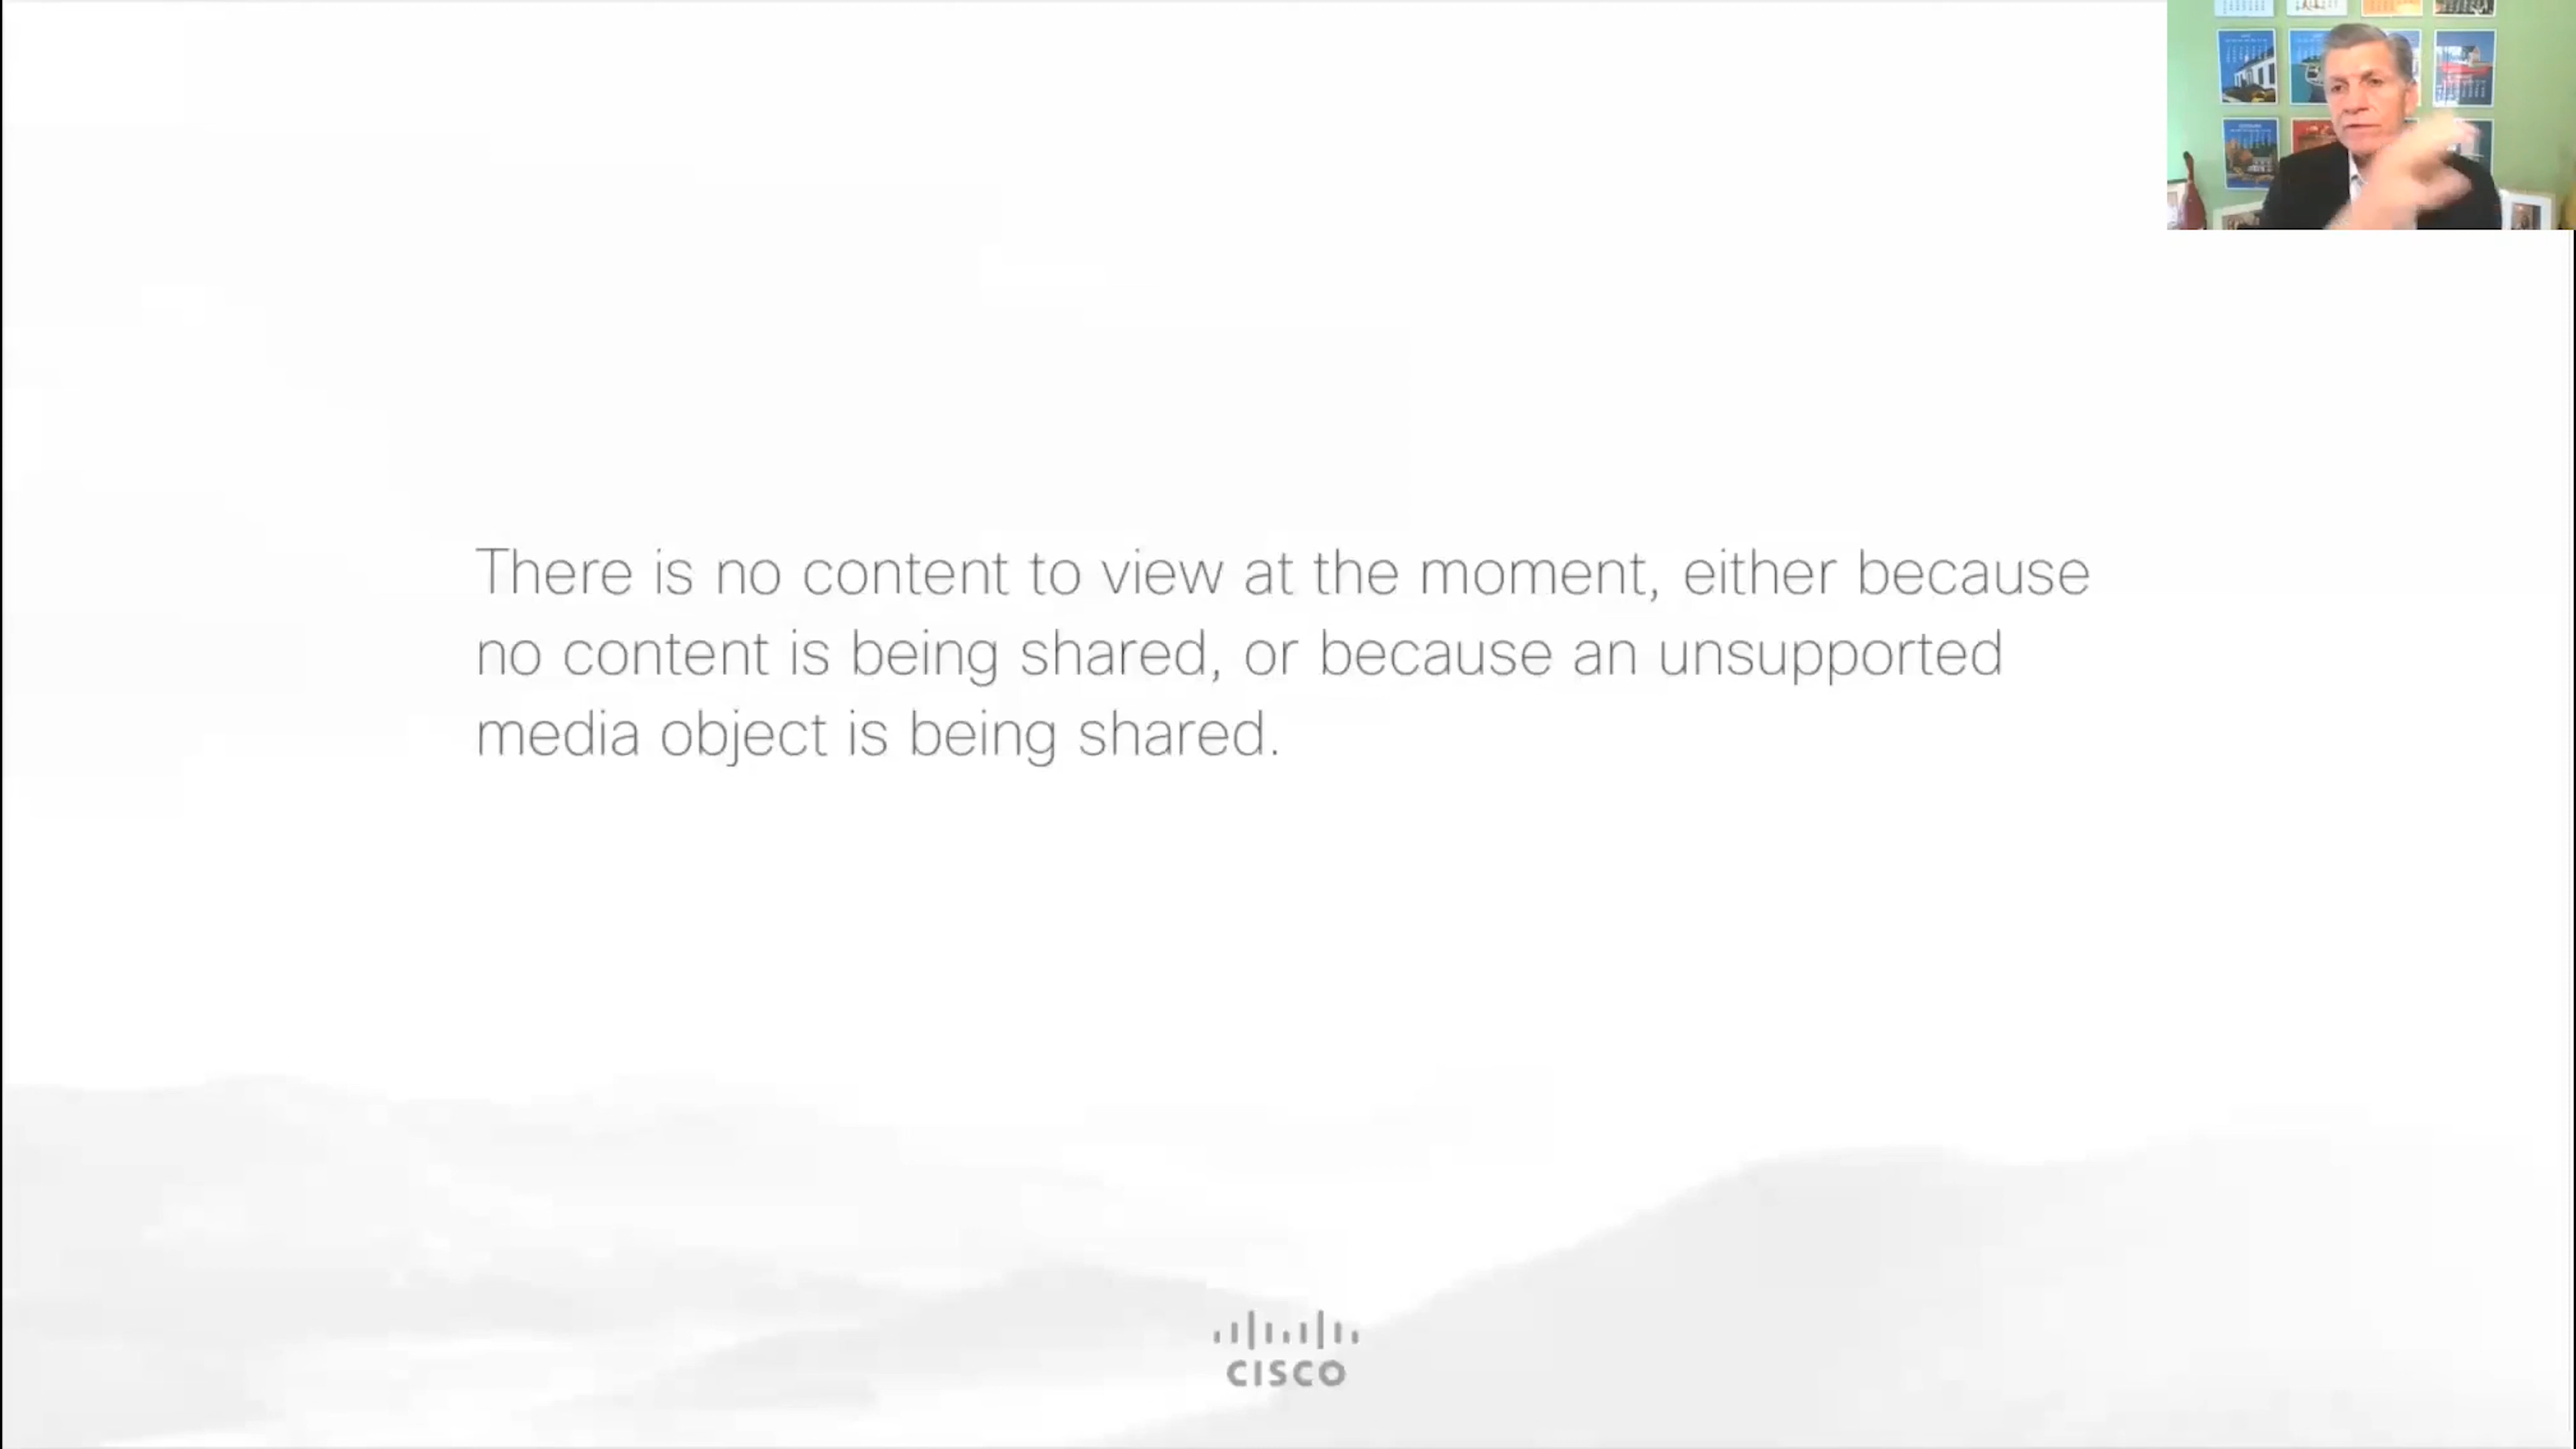 There is no content to view at the moment, either because
no content is being shared, or because an unsupported
media object is being shared.
CISCO